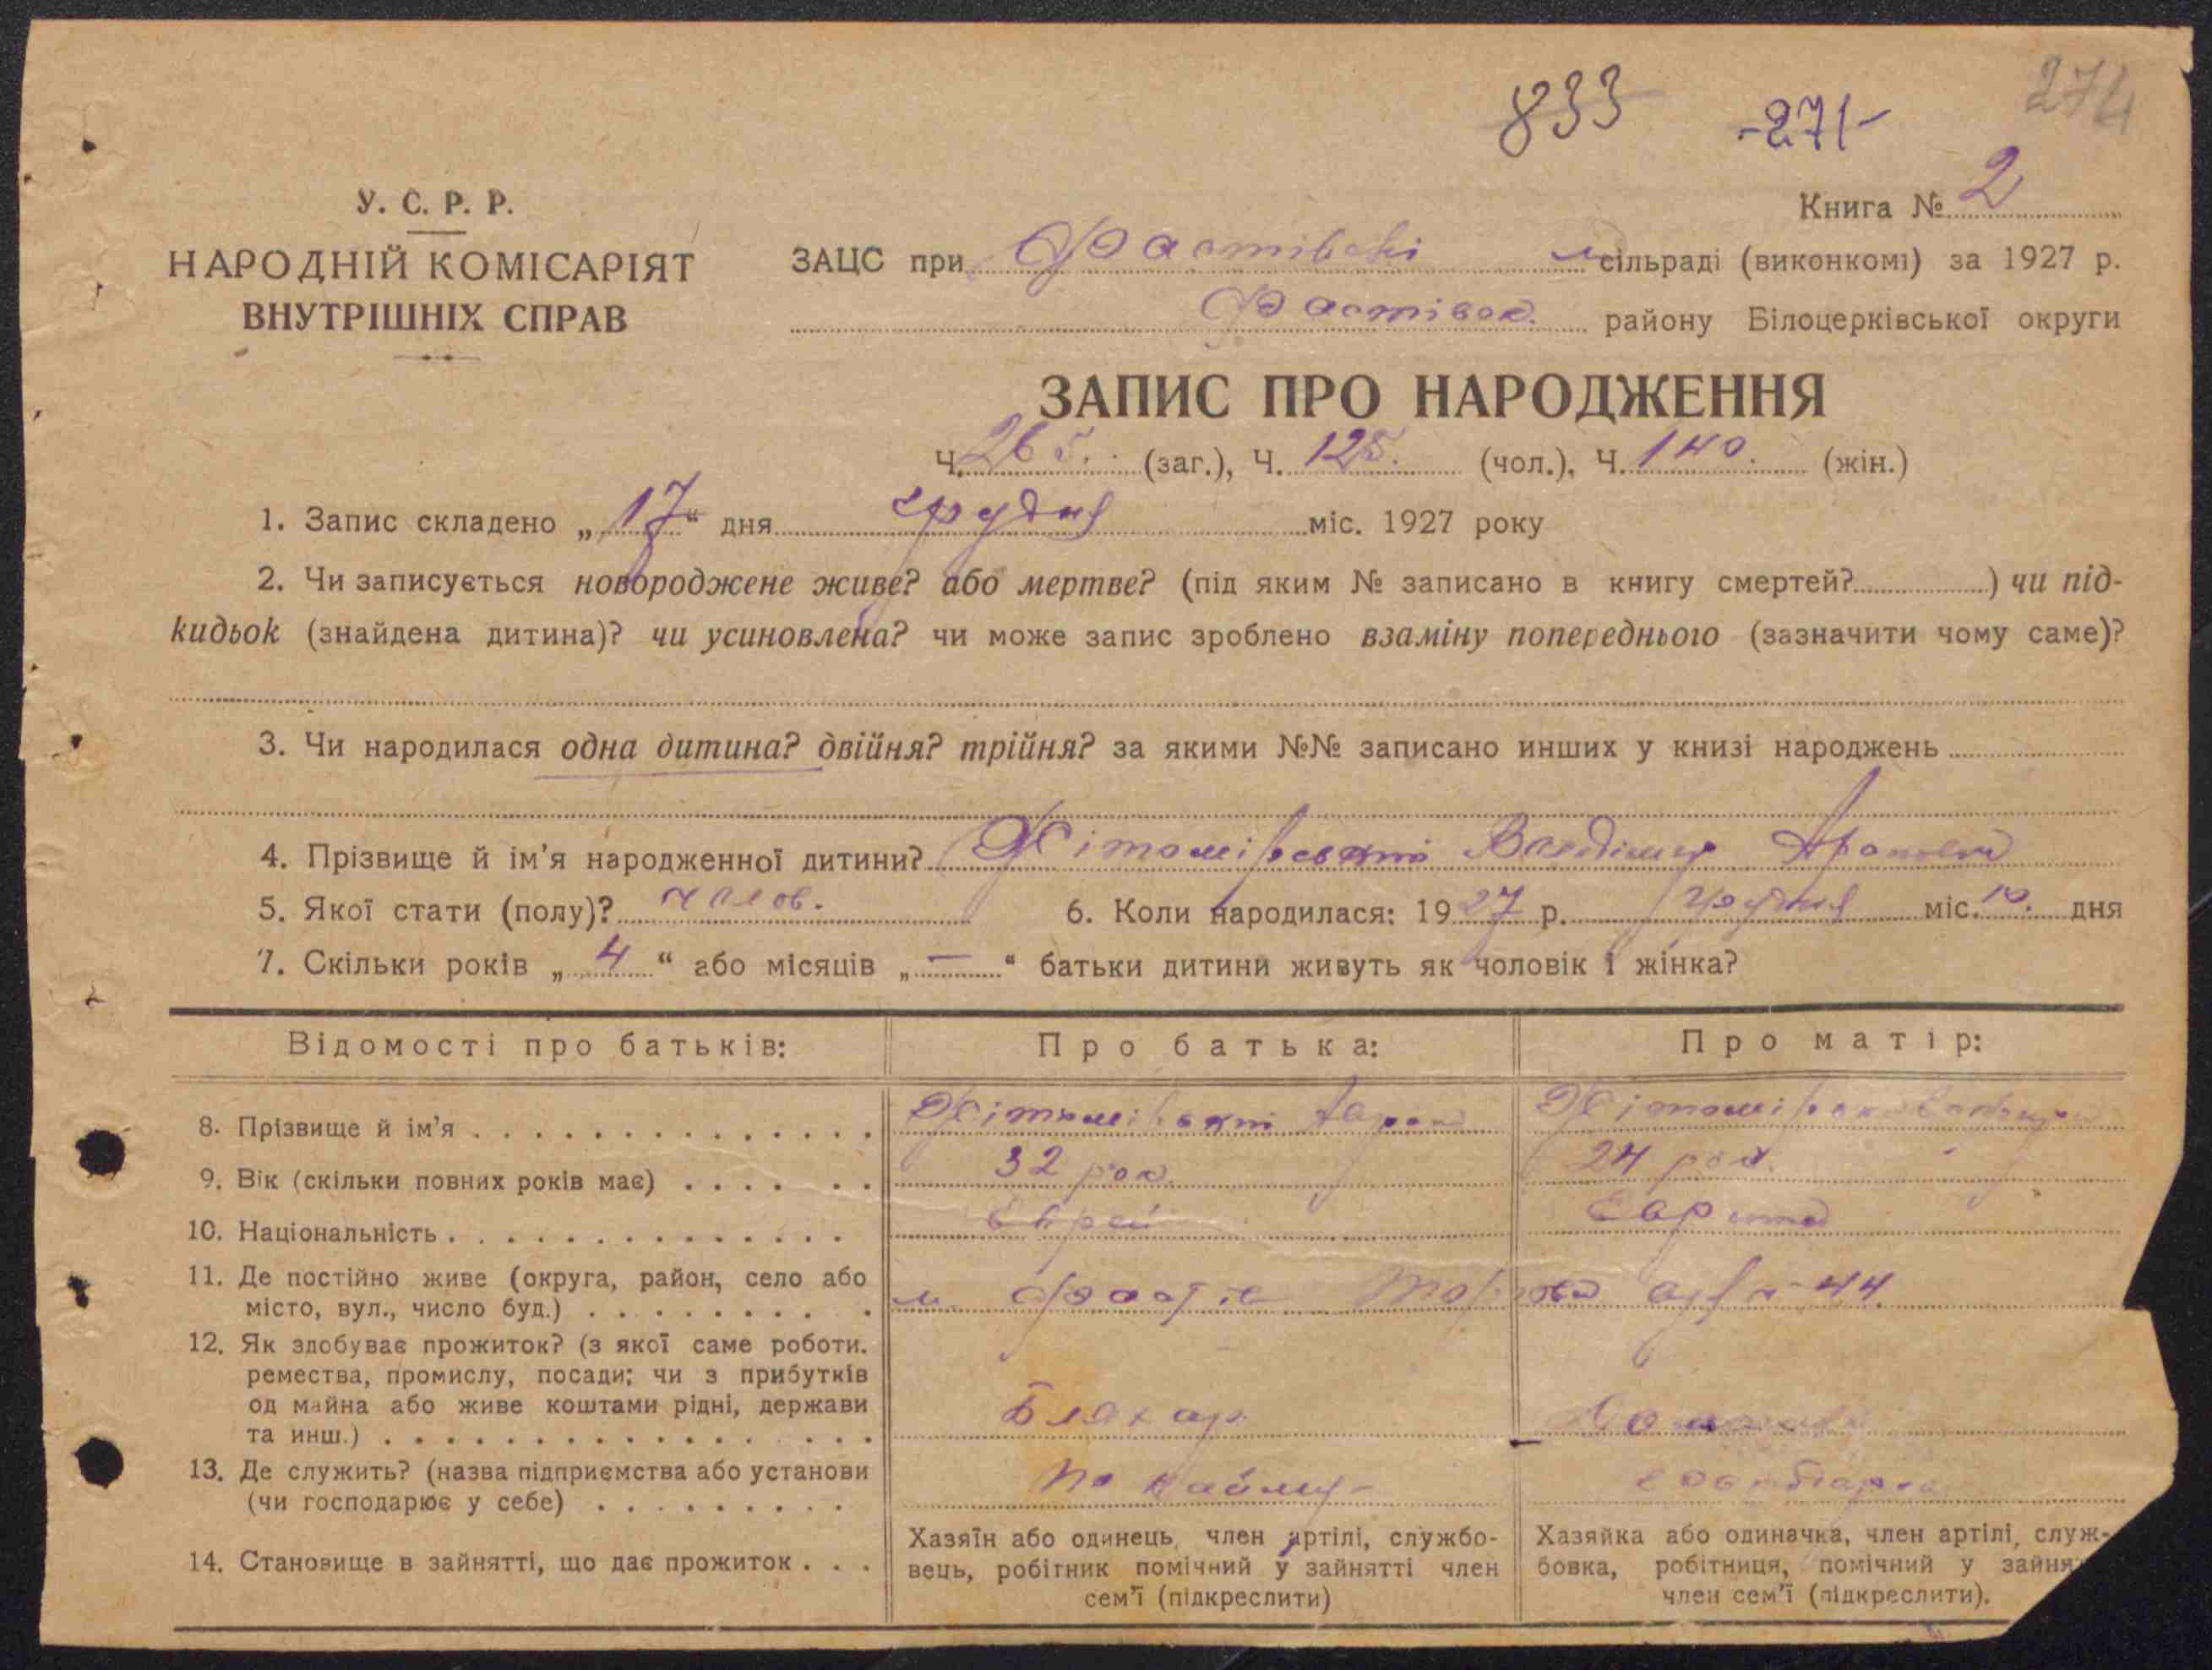 833 -271- 274
У. С. Р. Р.
НАРОДНІЙ КОМІСАРІЯТ
ВНУТРІШНІХ СПРАВ
Книга № 2
ЗАЦС при Фастівські м сільраді (виконкомі) за 1927 р.
Фастівск. району Білоцерківської округи
ЗАПИС ПРО НАРОДЖЕННЯ
Ч. 265. (заг.), Ч. 125. (чол.), Ч. 140. (жін.)
1. Запис складено „17“ дня грудня міс. 1927 року
2. Чи записується новороджене живе? або мертве? (під яким № записано в книгу смертей? ) чи під-
кидьок (знайдена дитина)? чи усиновлена? чи може запис зроблено взаміну попереднього (зазначити чому саме)?
3. Чи народилася одна дитина? двійня? трійня? за якими №№ записано инших у книзі народжень
4. Прізвище й ім'я народженної дитини? Жітомірські Владімир
5. Якої стати (полу)? чолов. 6. Коли народилася: 1927 р. грудня міс. 10. дня
7. Скільки років „4“ або місяців „—“ батьки дитини живуть як чоловік і жінка?
Відомості про батьків: Про батька: Про матір:
8. Прізвище й ім'я Жітомірські Арон
9. Вік (скільки повних років має) 32 рок. 24 рок.
10. Національність Еврей Еврейка
11. Де постійно живе (округа, район, село або
місто, вул., число буд.) м. Фастів 44
12. Як здобуває прожиток? (з якої саме роботи.
ремества, промислу, посади; чи з прибутків
од майна або живе коштами рідні, держави
та инш.) Бляхар.
13. Де служить? (назва підприємства або установи
(чи господарює у себе) по найму
14. Становище в зайнятті, що дає прожиток
Хазяїн або одинець, член артілі, службо-
вець, робітник помічний у зайнятті член
сем'ї (підкреслити)
Хазяйка або одиначка, член артілі, служ-
бовка, робітниця, помічний у зайня
член сем'ї (підкреслити).